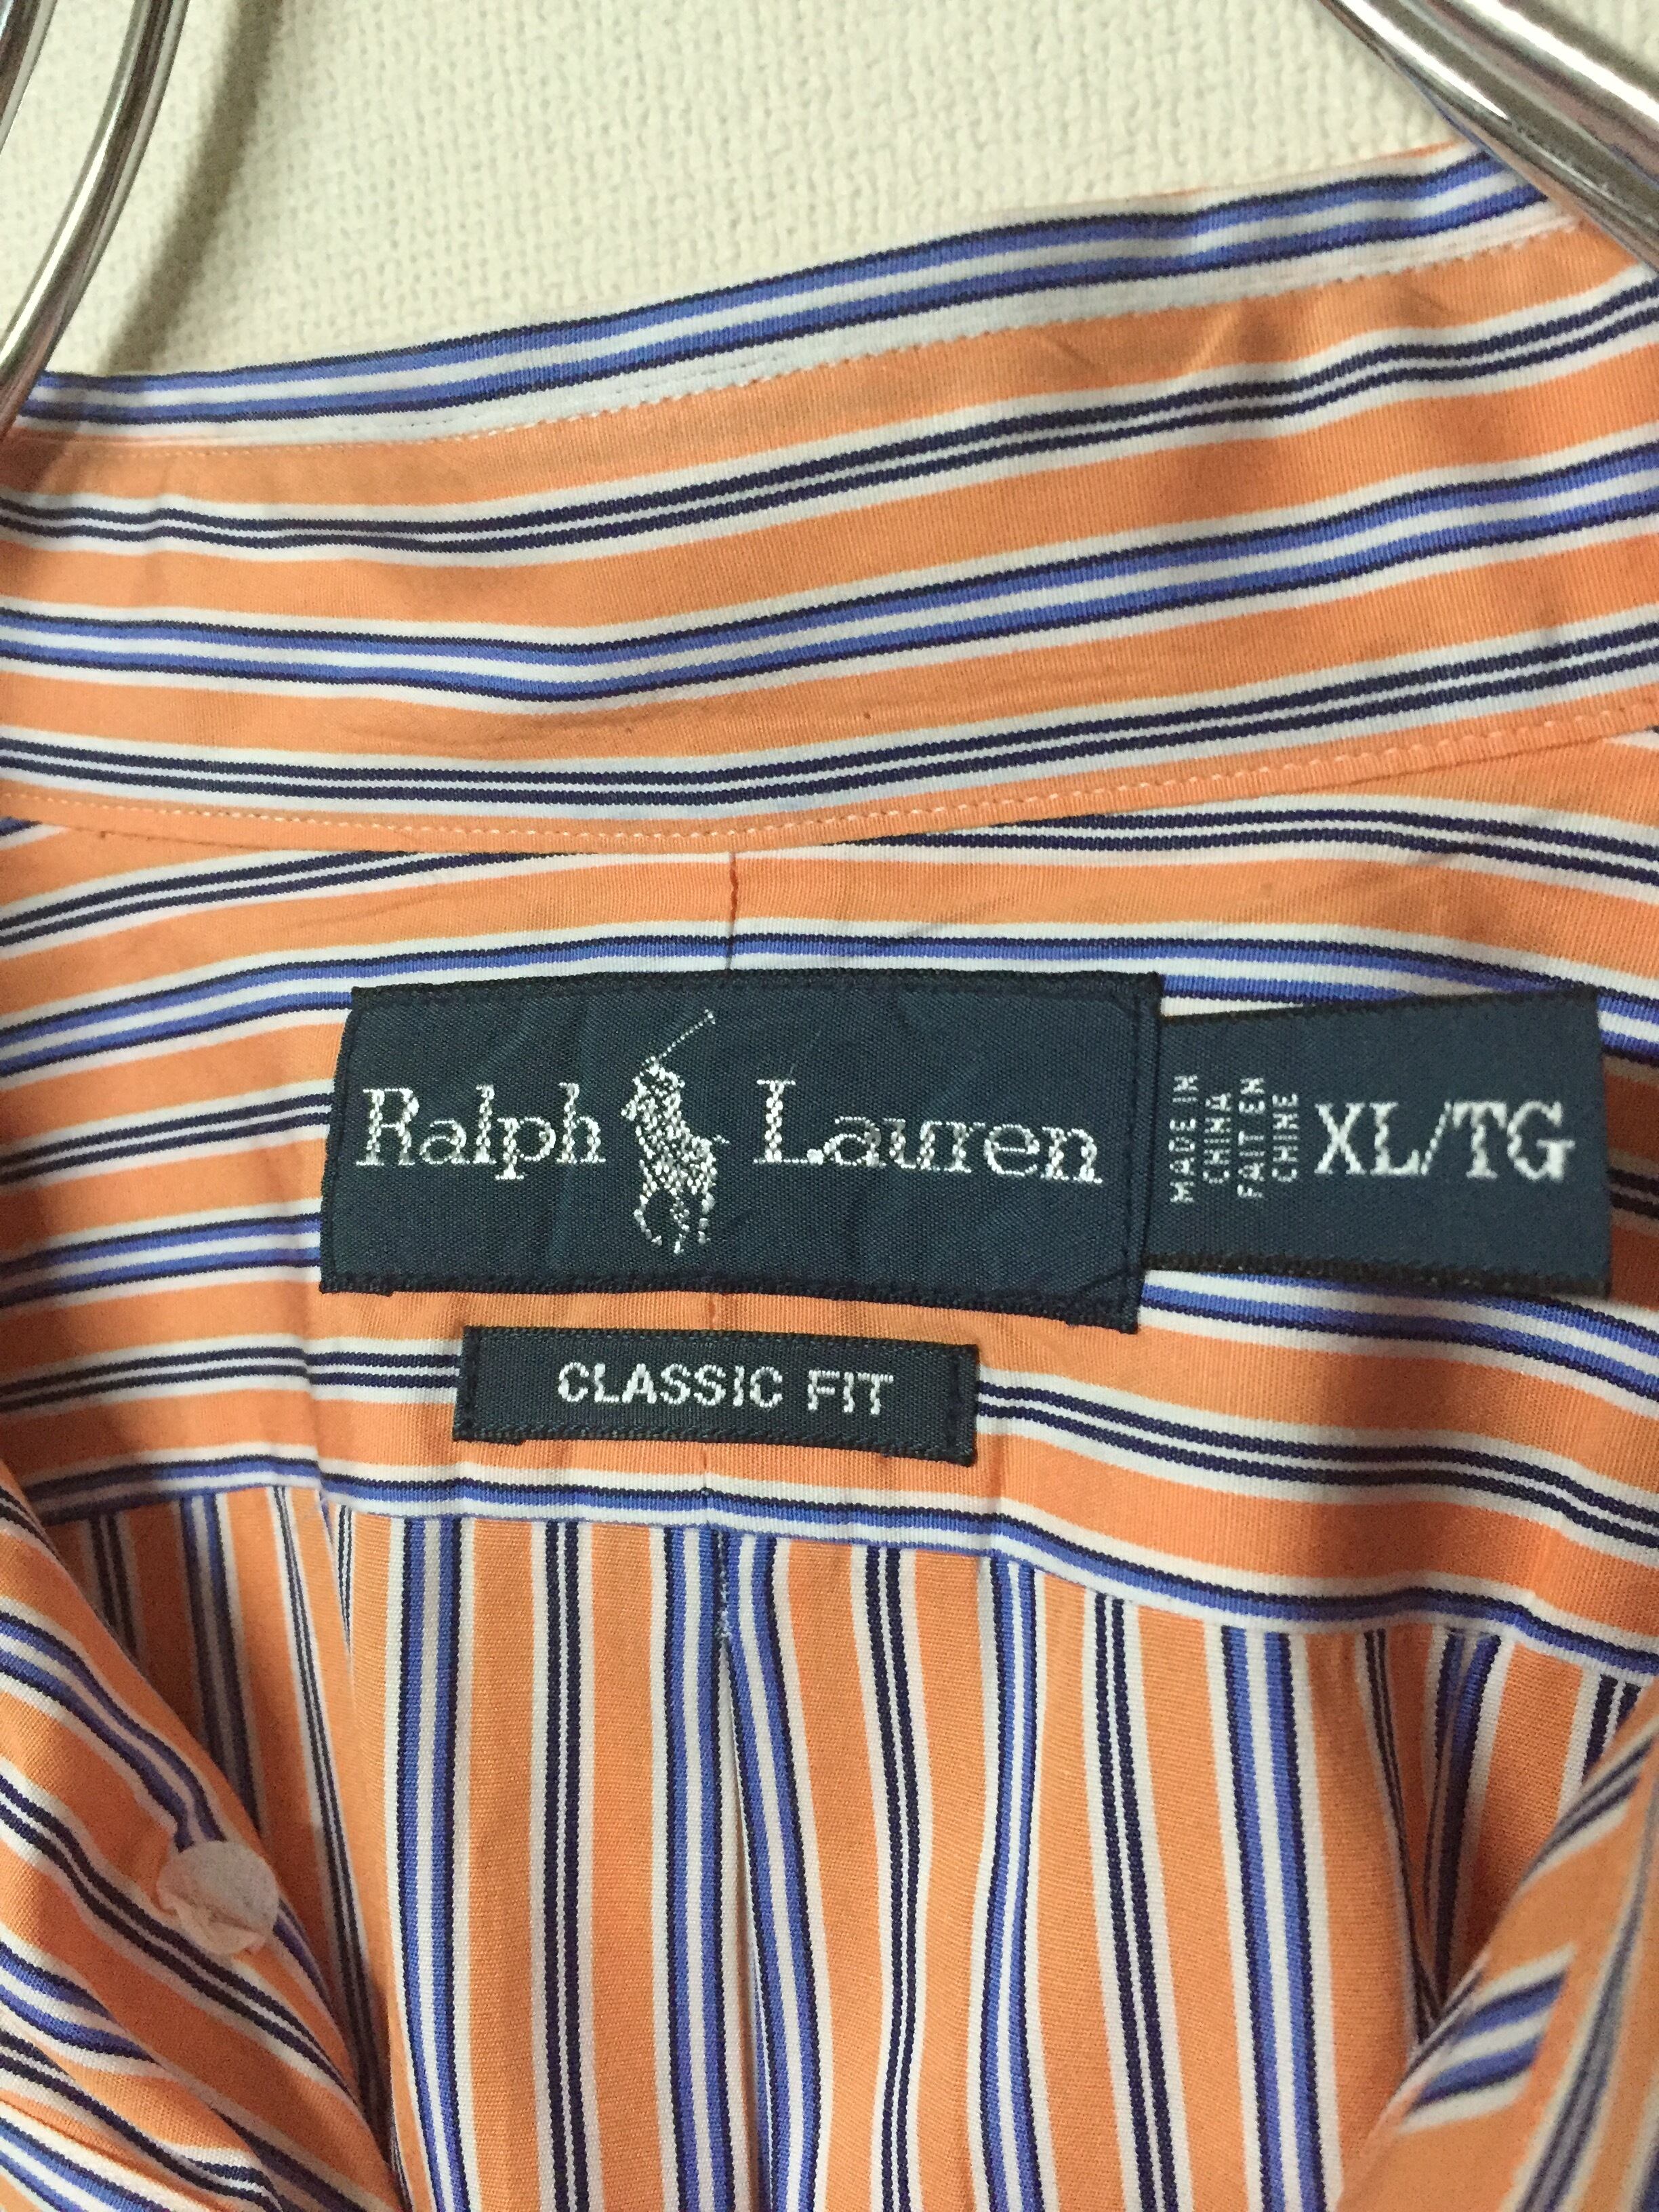 Ralph Lauren
MADE IN
CHINA
FAIT EN
CHINE
XL/TG
CLASSIC FIT